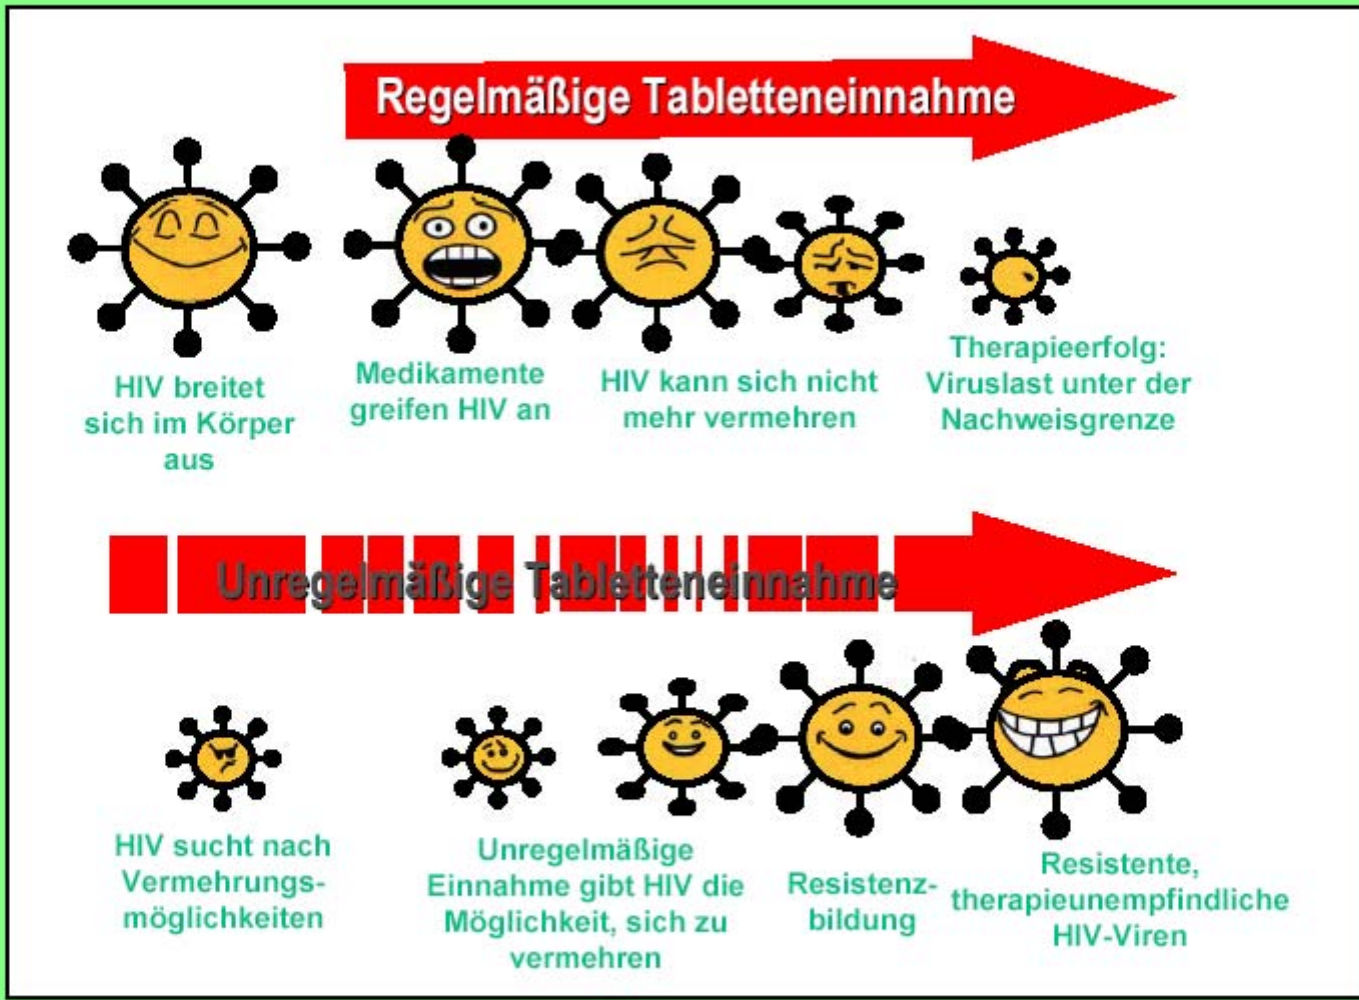 Regelmäßige Tabletteneinnahme
HIV breitet
sich im Körper
aus
Medikamente
greifen HIV an
HIV kann sich nicht
mehr vermehren
Therapieerfolg:
Viruslast unter der
Nachweisgrenze
Unregelmäßige Tabletteneinnahme
HIV sucht nach
Vermehrungs-
möglichkeiten
Unregelmäßige
Einnahme gibt HIV die
Möglichkeit, sich zu
vermehren
Resistenz-
bildung
Resistente,
therapieunempfindliche
HIV-Viren